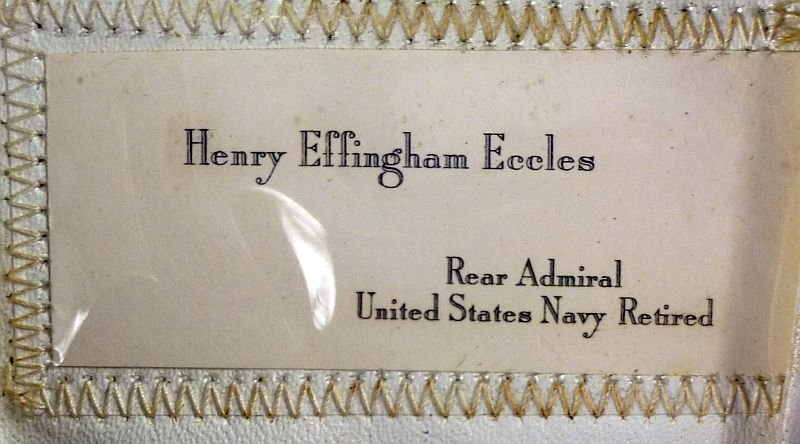 Henry Effingham Eccles
Rear Admiral
United States Navy Retired